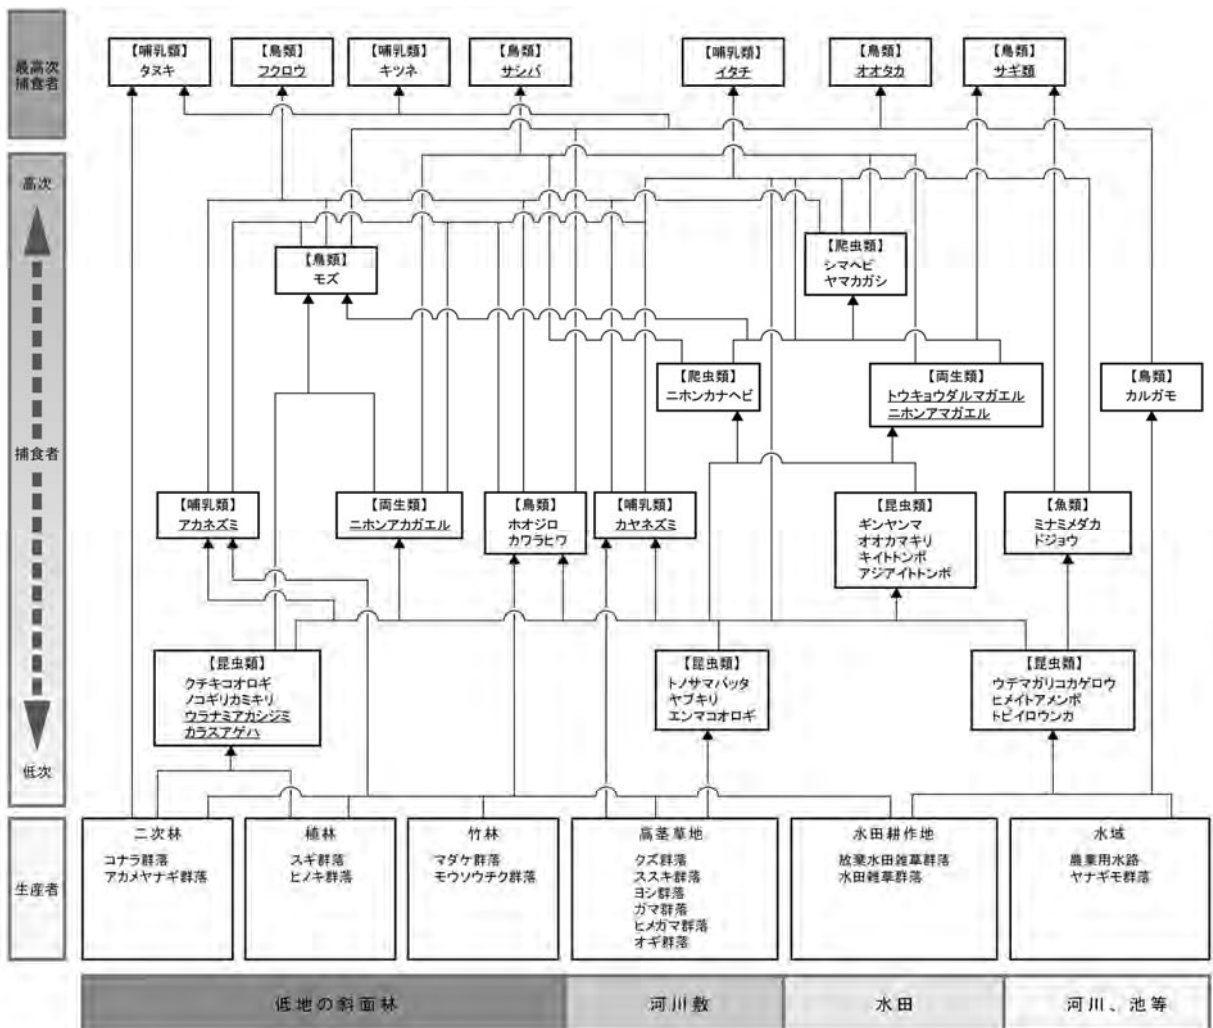 最高次
捕食者
【哺乳類】
タヌキ
【鳥類】
フクロウ
【哺乳類】
キツネ
【鳥類】
サシバ
【哺乳類】
イタチ
【鳥類】
オオタカ
【鳥類】
サギ類
高次
捕食者
低次
【鳥類】
モズ
【爬虫類】
シマヘビ
ヤマカガシ
【爬虫類】
ニホンカナヘビ
【両生類】
トウキョウダルマガエル
ニホンアマガエル
【鳥類】
カルガモ
【哺乳類】
アカネズミ
【両生類】
ニホンアカガエル
【鳥類】
ホオジロ
カワラヒワ
【哺乳類】
カヤネズミ
【昆虫類】
ギンヤンマ
オオカマキリ
キイトトンボ
アジアイトトンボ
【魚類】
ミナミメダカ
ドジョウ
【昆虫類】
クチキコオロギ
ノコギリカミキリ
ウラナミアカシジミ
カラスアゲハ
【昆虫類】
トノサマバッタ
ヤブキリ
エンマコオロギ
【昆虫類】
ウデマガリコカゲロウ
ヒメイトアメンボ
トビイロウンカ
生産者
二次林
コナラ群落
アカメヤナギ群落
植林
スギ群落
ヒノキ群落
竹林
マダケ群落
モウソウチク群落
高茎草地
クズ群落
ススキ群落
ヨシ群落
ガマ群落
ヒメガマ群落
オギ群落
水田耕作地
放棄水田雑草群落
水田雑草群落
水域
農業用水路
ヤナギモ群落
低地の斜面林
河川敷
水田
河川、池等